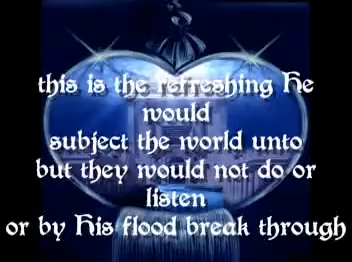 this is the refreshing He
would
subject the world unto
but they would not do or
listen
or by His flood break through